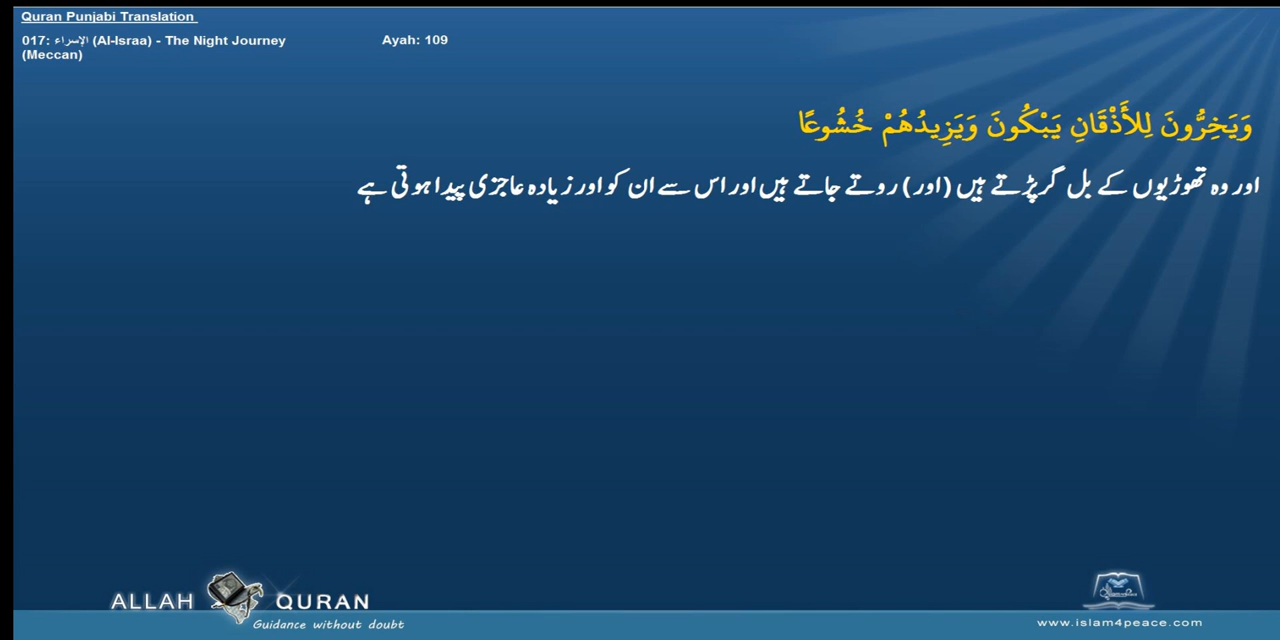 Quran Punjabi Translation
017: الإسراء (Al-Israa) - The Night Journey Ayah: 109
(Meccan)
وَيَخِرُّونَ لِلأَذْقَانِ يَبْكُونَ وَيَزِيدُهُمْ خُشُوعًا
اور وہ تھوڑیوں کے بل گر پڑتے ہیں (اور) روتے جاتے ہیں اور اس سے ان کو اور زیادہ عاجزی پیدا ہوتی ہے
ALLAH QURAN
Guidance without doubt
www.islam4peace.com